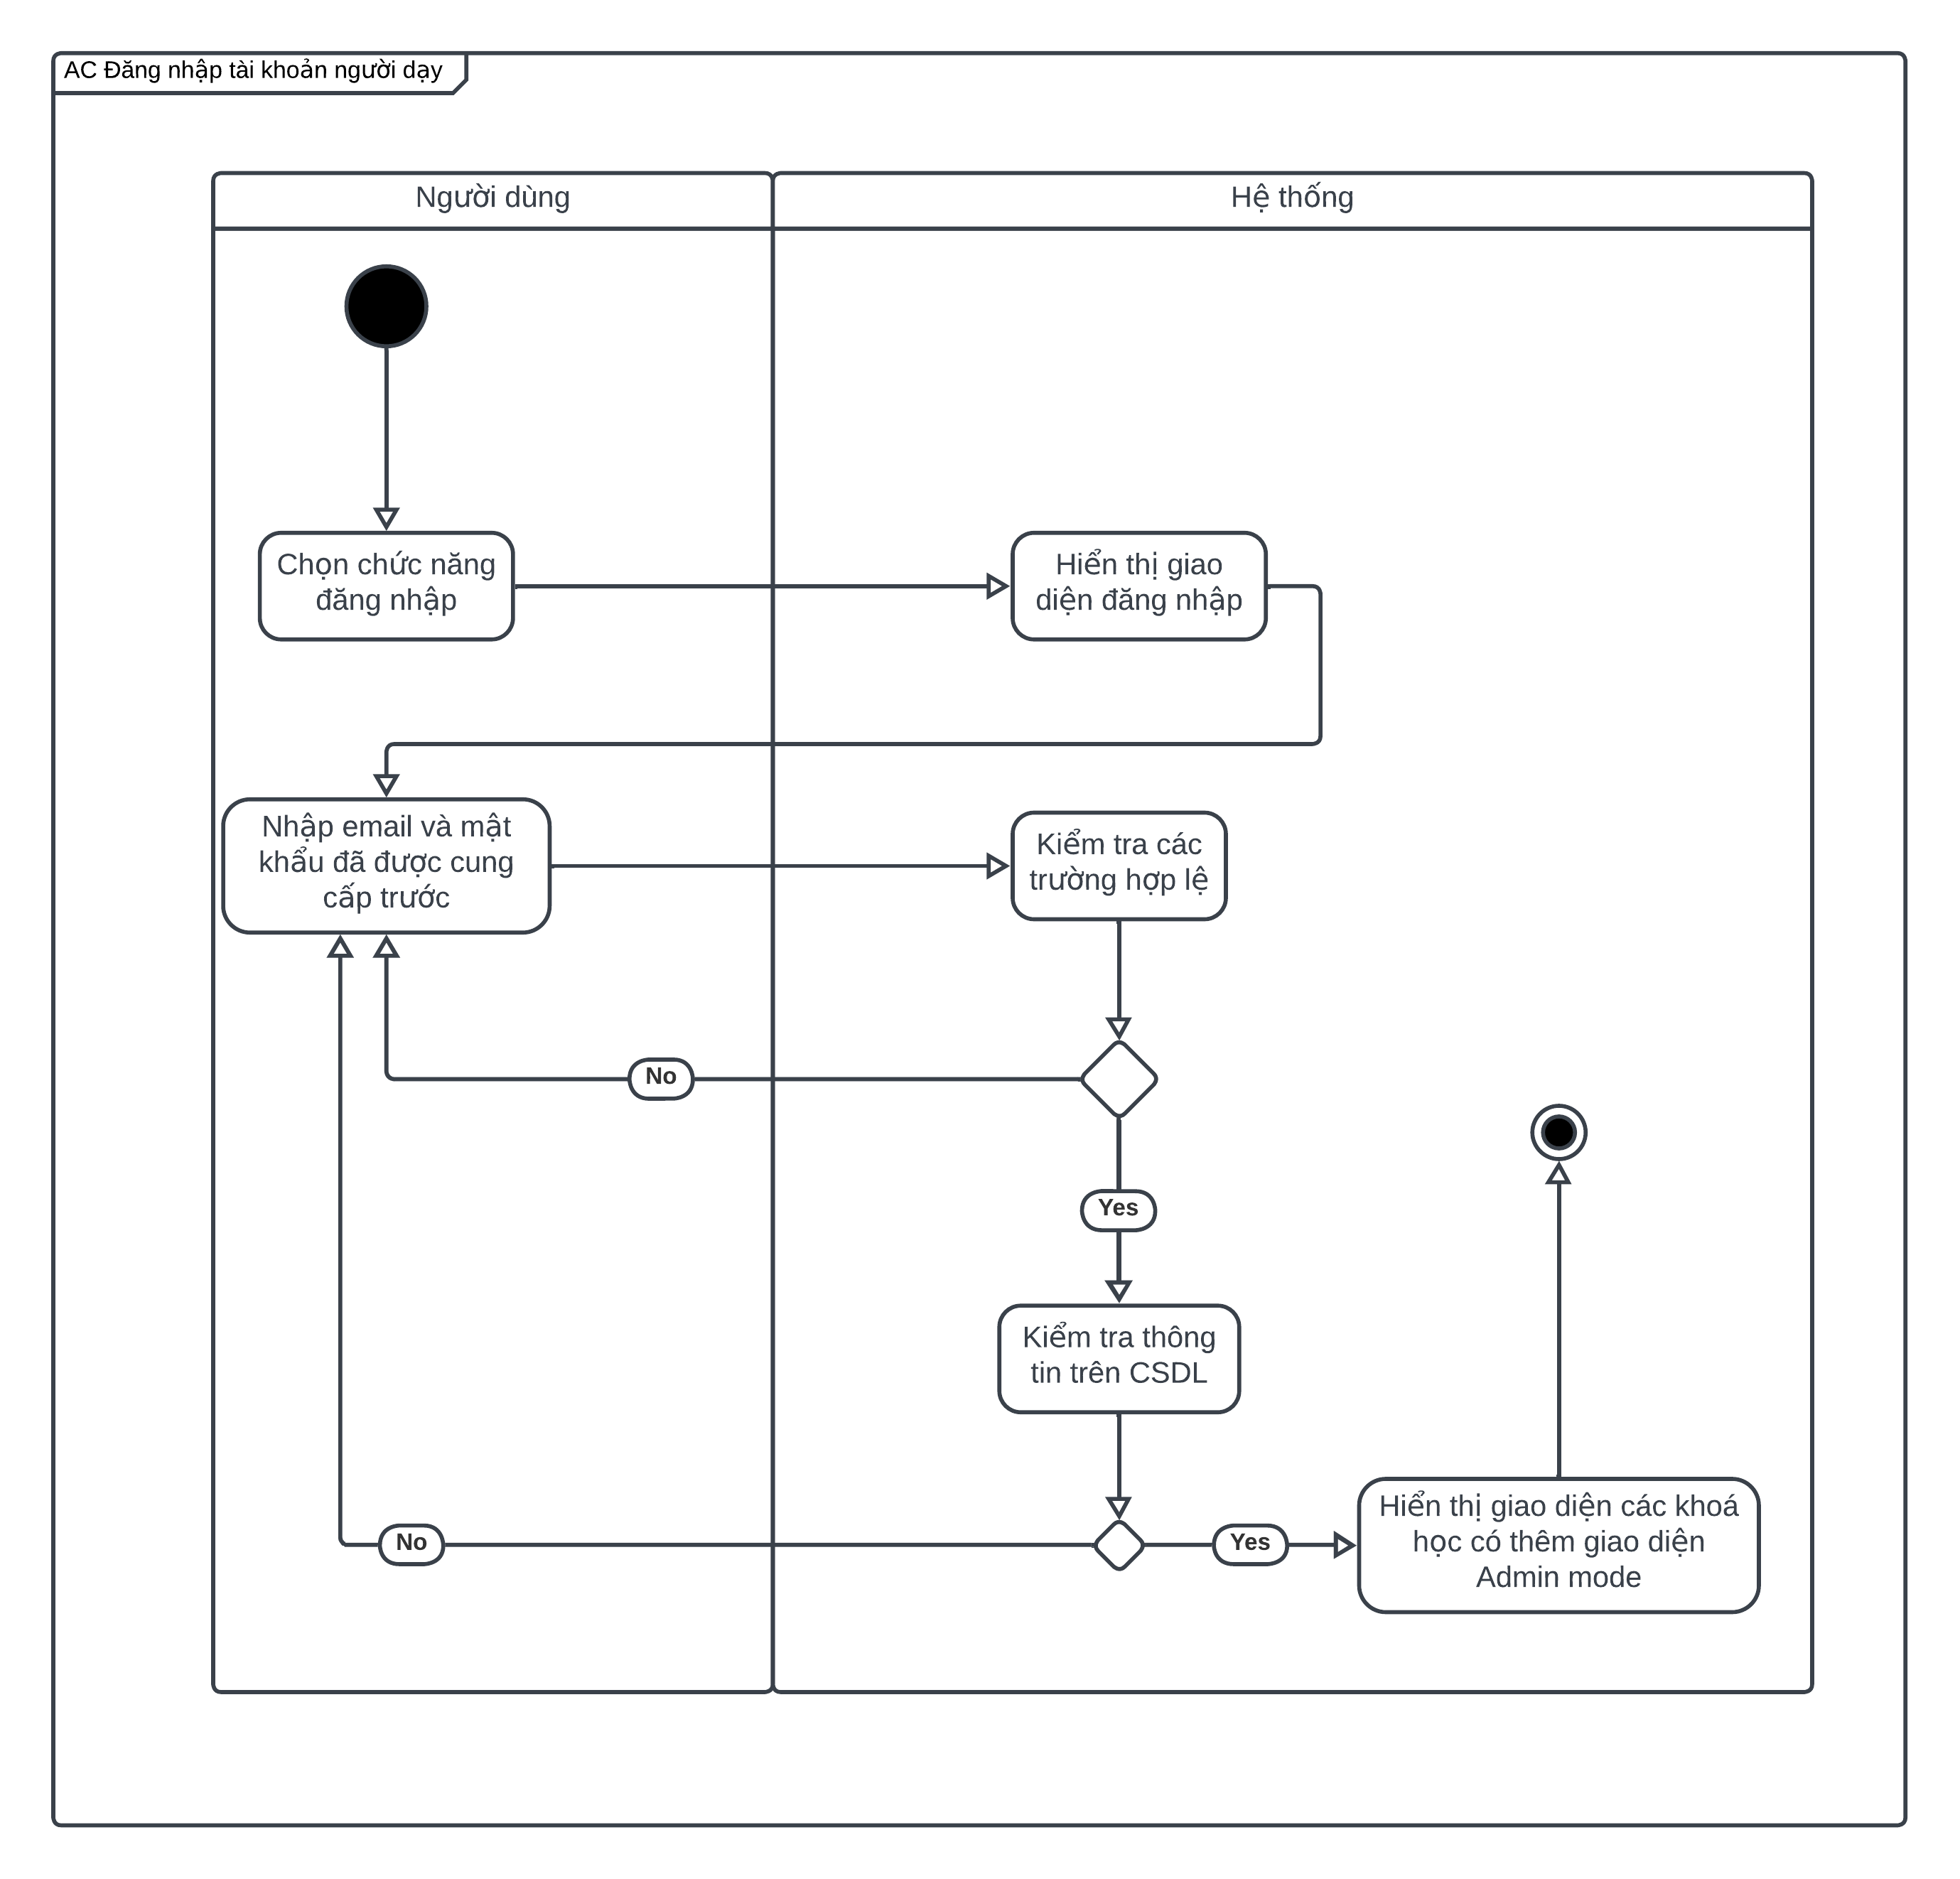 AC Đăng nhập tài khoản người dạy
Người dùng
Hệ thống
Chọn chức năng
đăng nhập
Hiển thị giao
diện đăng nhập
Nhập email và mật
khẩu đã được cung
cấp trước
Kiểm tra các
trường hợp lệ
No
Yes
Kiểm tra thông
tin trên CSDL
No
Yes
Hiển thị giao diện các khoá
học có thêm giao diện
Admin mode